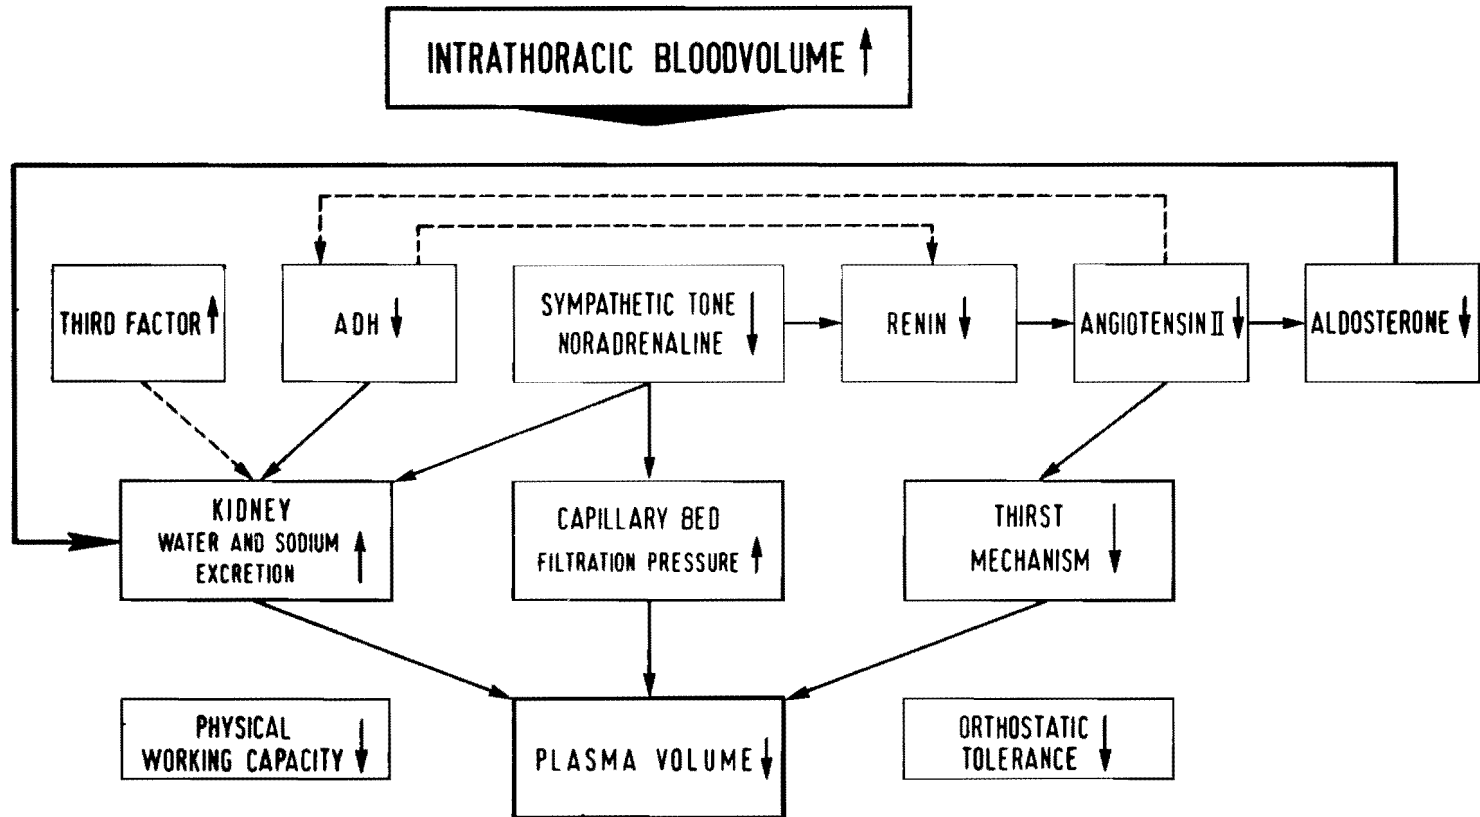 INTRATHORACIC BLOODVOLUME ↑
THIRD FACTOR ↑
ADH ↓
SYMPATHETIC TONE
NORADRENALINE ↓
RENIN ↓
ANGIOTENSIN II ↓
ALDOSTERONE ↓
KIDNEY
WATER AND SODIUM
EXCRETION ↑
CAPILLARY BED
FILTRATION PRESSURE ↑
THIRST
MECHANISM ↓
PHYSICAL
WORKING CAPACITY ↓
PLASMA VOLUME ↓
ORTHOSTATIC
TOLERANCE ↓